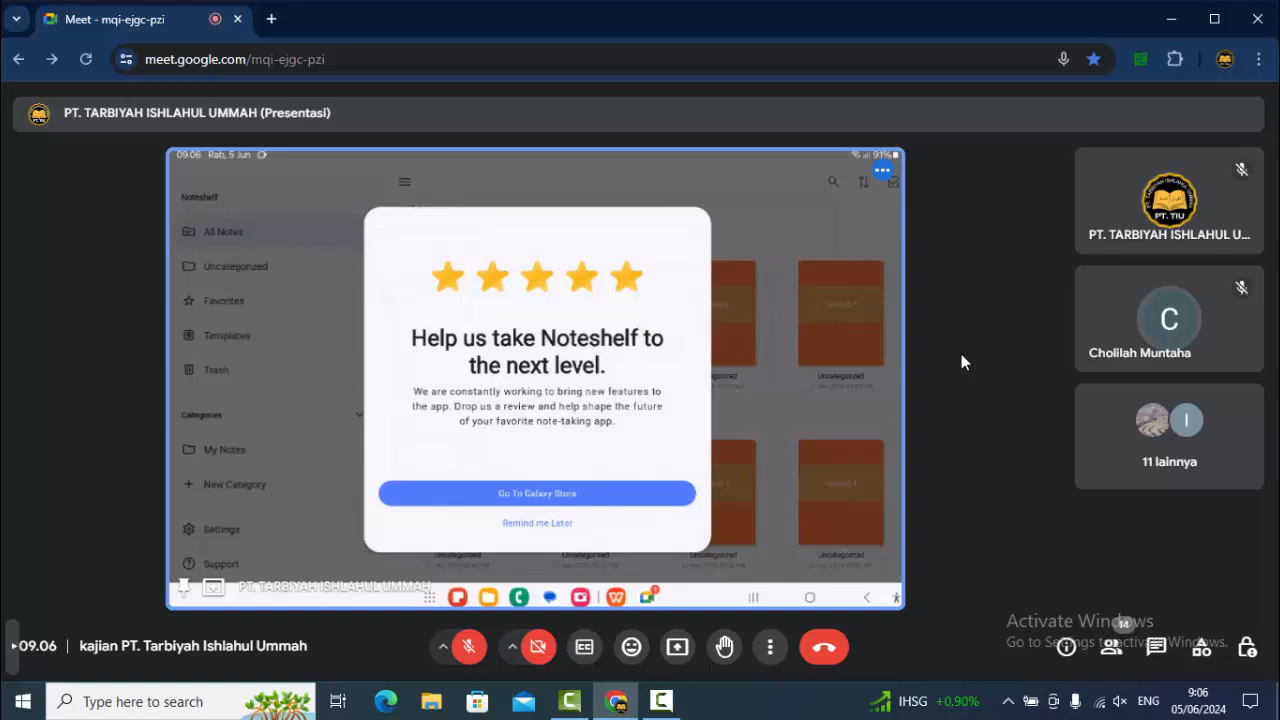 Meet - mqi-ejgc-pzi
meet.google.com/mqi-ejgc-pzi
PT. TARBIYAH ISHLAHUL UMMAH (Presentasi)
09.06 Rab, 5 Jun
91%
Noteshelf
All Notes
Uncategorized
Favorites
Templates
Trash
Categories
My Notes
New Category
Settings
Support
Help us take Noteshelf to
the next level.
We are constantly working to bring new features to
the app. Drop us a review and help shape the future
of your favorite note-taking app.
Go To Galaxy Store
Remind me Later
Uncategorized
Uncategorized
Uncategorized
Uncategorized
PT. TARBIYAH ISHLAHUL UMMAH
PT. TIU
PT. TARBIYAH ISHLAHUL U...
C
Cholilah Muntaha
I
11 lainnya
09.06 | kajian PT. Tarbiyah Ishlahul Ummah
14
Activate Windows
Go to Settings to activate Windows.
Type here to search
IHSG +0,90%
ENG
9:06
05/06/2024